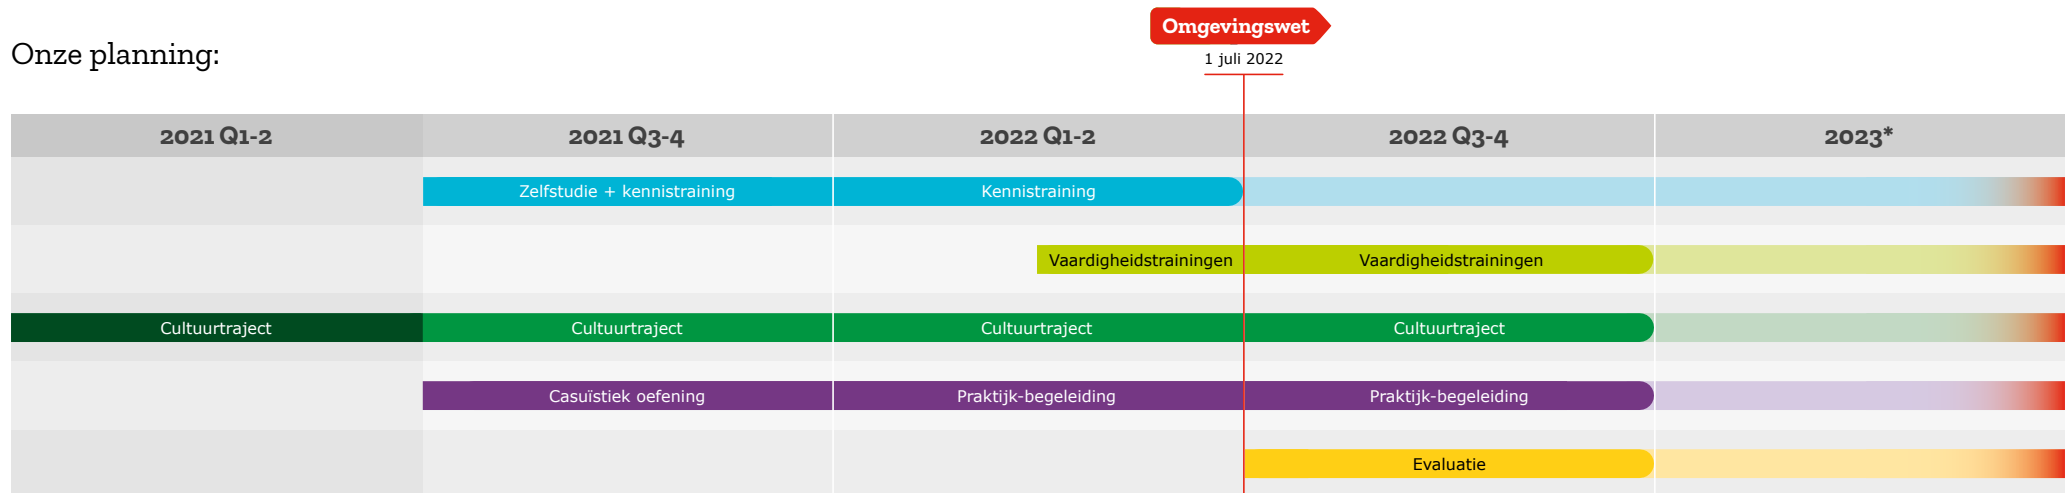 Omgevingswet
Onze planning:
1 juli 2022
2021 Q1-2
2021 Q3-4
2022 Q1-2
2022 Q3-4
2023*
Zelfstudie + kennistraining
Kennistraining
Vaardigheidstrainingen
Vaardigheidstrainingen
Cultuurtraject
Cultuurtraject
Cultuurtraject
Cultuurtraject
Casuïstiek oefening
Praktijk-begeleiding
Praktijk-begeleiding
Evaluatie